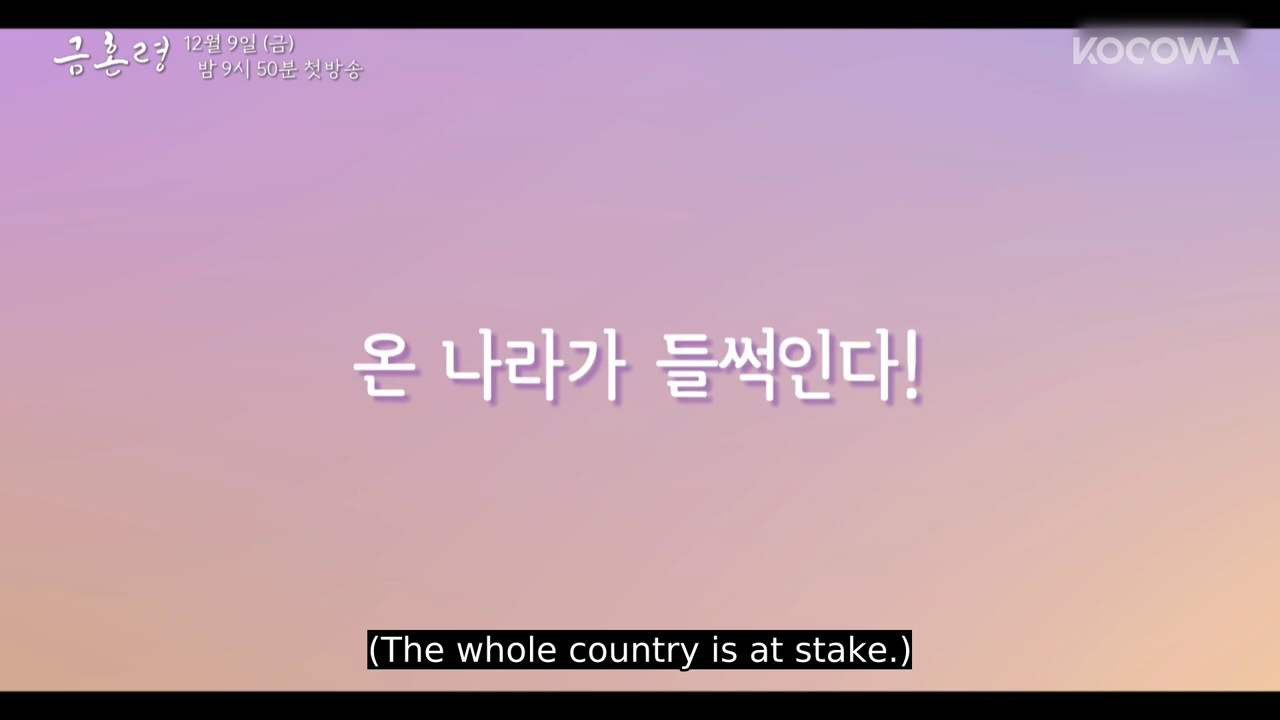 금혼령
12월 9일 (금)
밤 9시 50분 첫방송
KOCOWA
온 나라가 들썩인다!
(The whole country is at stake.)